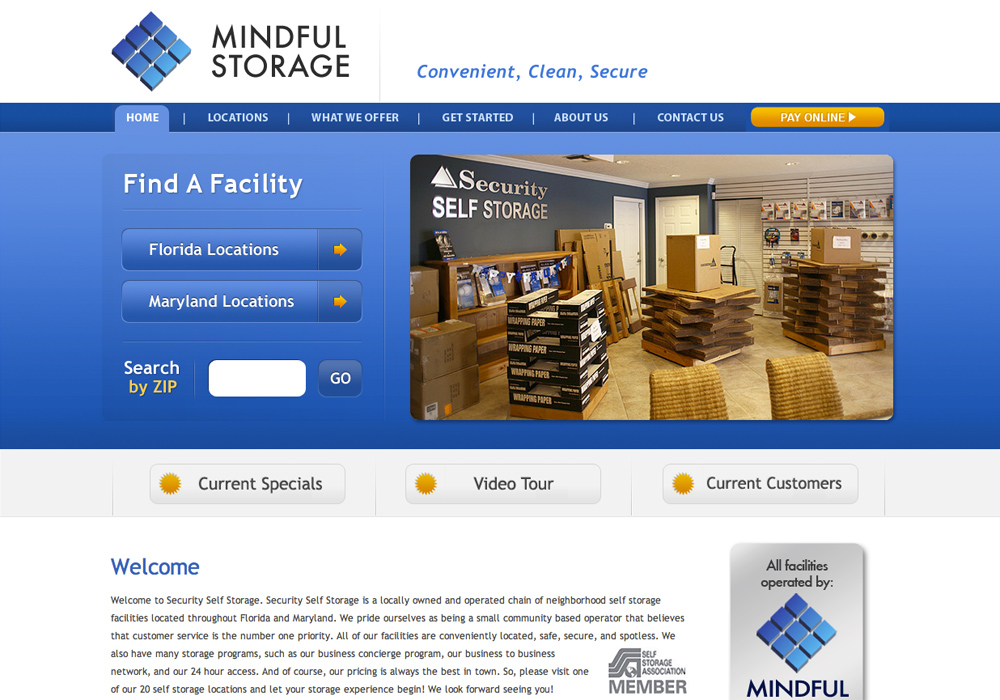 MINDFUL
STORAGE
Convenient, Clean, Secure
HOME | LOCATIONS | WHAT WE OFFER | GET STARTED | ABOUT US | CONTACT US
PAY ONLINE
Find A Facility
Florida Locations
Maryland Locations
Search
by ZIP
GO
Security
SELF STORAGE
WRAPPING PAPER
WRAPPING PAPER
WRAPPING PAPER
WRAPPING PAPER
Current Specials
Video Tour
Current Customers
Welcome
Welcome to Security Self Storage. Security Self Storage is a locally owned and operated chain of neighborhood self storage
facilities located throughout Florida and Maryland. We pride ourselves as being a small community based operator that believes
that customer service is the number one priority. All of our facilities are conveniently located, safe, secure, and spotless. We
also have many storage programs, such as our business concierge program, our business to business
network, and our 24 hour access. And of course, our pricing is always the best in town. So, please visit one
of our 20 self storage locations and let your storage experience begin! We look forward seeing you!
SELF
STORAGE
ASSOCIATION
MEMBER
All facilities
operated by:
MINDFUL